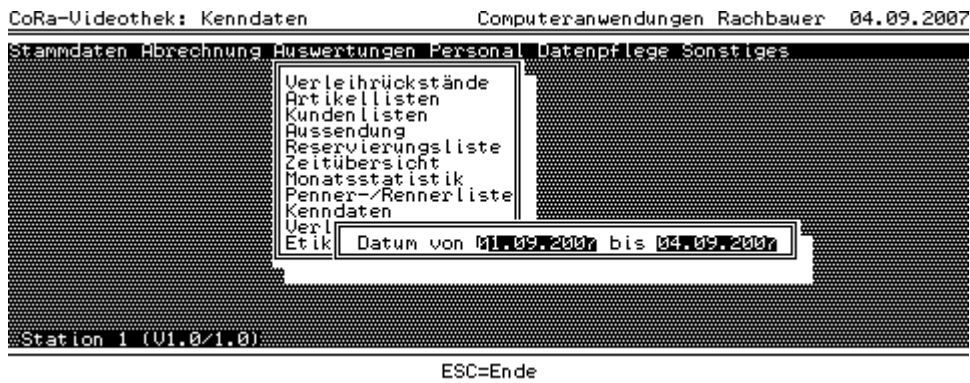 CoRa-Videothek: Kenndaten Computeranwendungen Rachbauer 04.09.2007
Stammdaten Abrechnung Auswertungen Personal Datenpflege Sonstiges
Verleihrückstände
Artikellisten
Kundenlisten
Aussendung
Reservierungsliste
Zeitübersicht
Monatsstatistik
Penner-/Rennerliste
Kenndaten
Verl
Etik
Datum von 01.09.2007 bis 04.09.2007
Station 1 (V1.0/1.0)
ESC=Ende